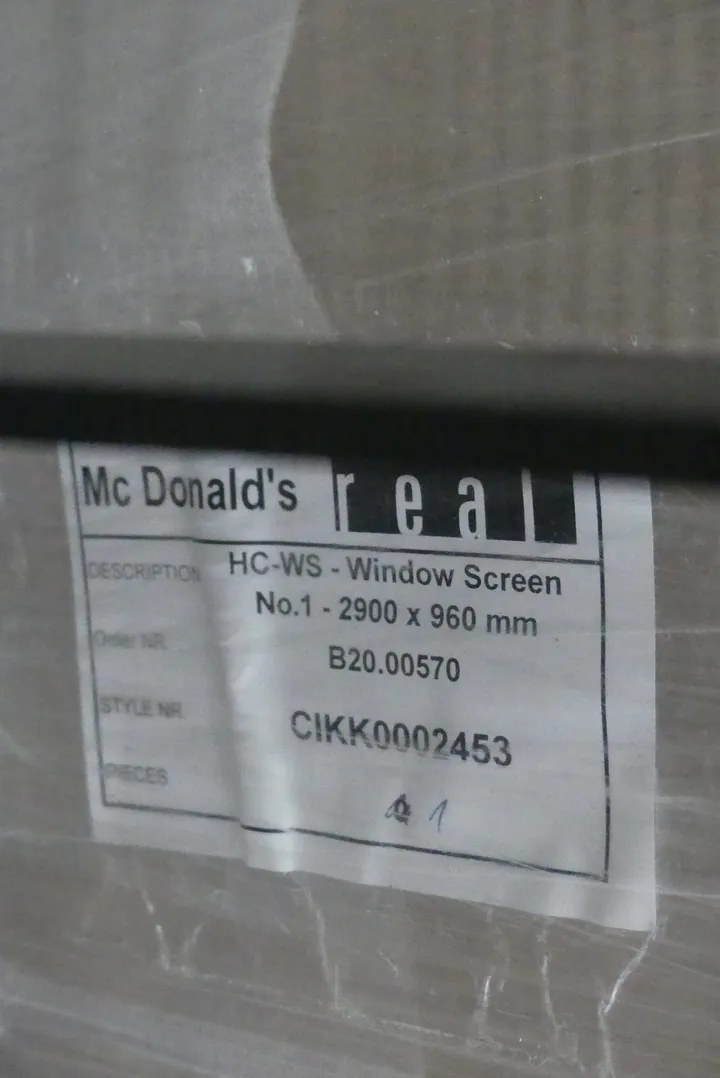 Mc Donald's real
DESCRIPTION HC-WS - Window Screen
No.1 - 2900 x 960 mm
Order NR B20.00570
STYLE NR CIKK0002453
PIECES 1